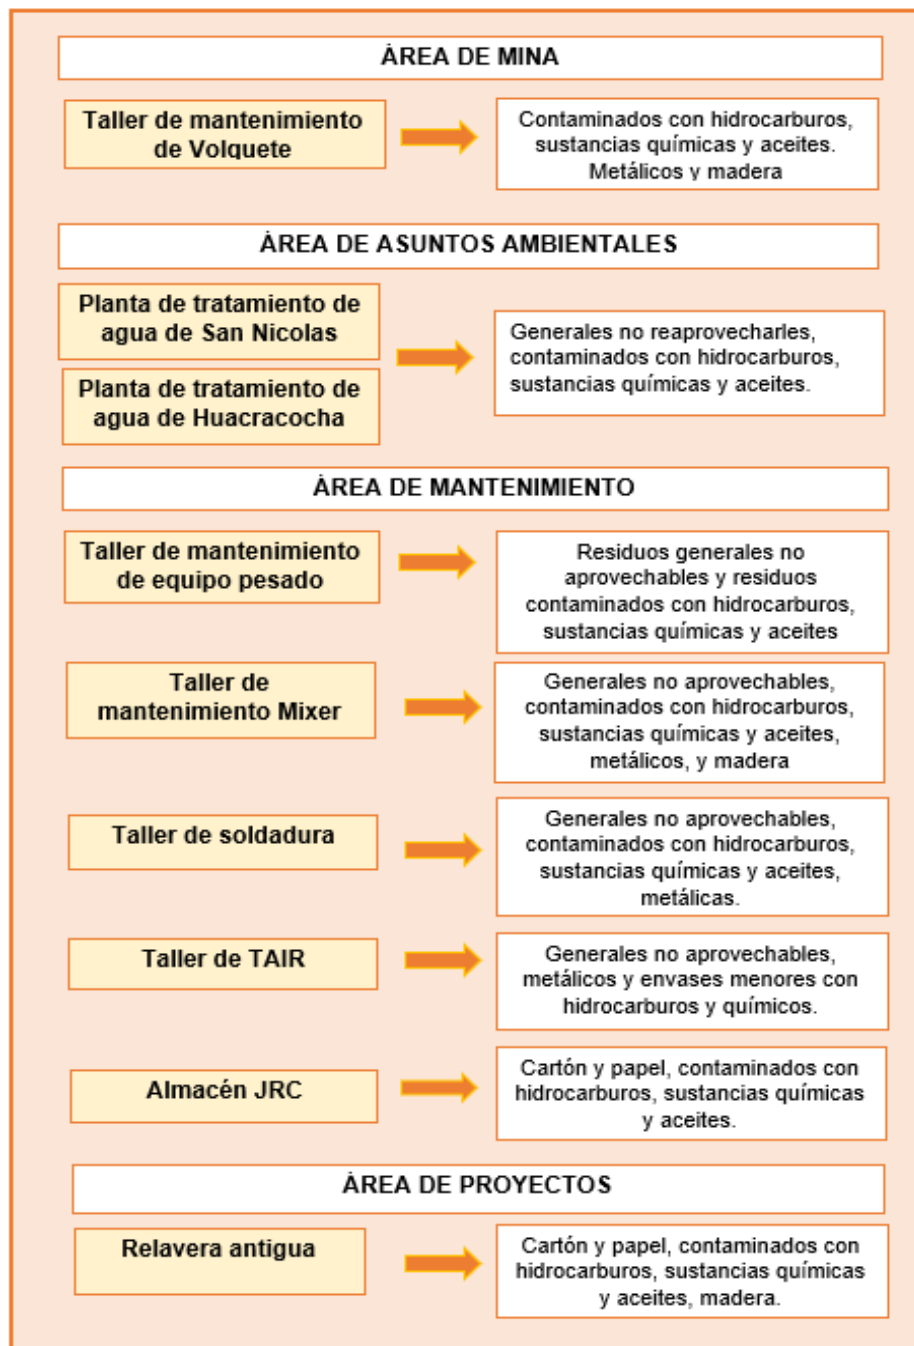 ÁREA DE MINA
Taller de mantenimiento
de Volquete
Contaminados con hidrocarburos,
sustancias químicas y aceites.
Metálicos y madera
ÁREA DE ASUNTOS AMBIENTALES
Planta de tratamiento de
agua de San Nicolas
Planta de tratamiento de
agua de Huacracocha
Generales no reaprovecharles,
contaminados con hidrocarburos,
sustancias químicas y aceites.
ÁREA DE MANTENIMIENTO
Taller de mantenimiento
de equipo pesado
Residuos generales no
aprovechables y residuos
contaminados con hidrocarburos,
sustancias químicas y aceites
Taller de
mantenimiento Mixer
Generales no aprovechables,
contaminados con hidrocarburos,
sustancias químicas y aceites,
metálicos, y madera
Taller de soldadura
Generales no aprovechables,
contaminados con hidrocarburos,
sustancias químicas y aceites,
metálicas.
Taller de TAIR
Generales no aprovechables,
metálicos y envases menores con
hidrocarburos y químicos.
Almacén JRC
Cartón y papel, contaminados con
hidrocarburos, sustancias químicas
y aceites.
ÁREA DE PROYECTOS
Relavera antigua
Cartón y papel, contaminados con
hidrocarburos, sustancias químicas
y aceites, madera.